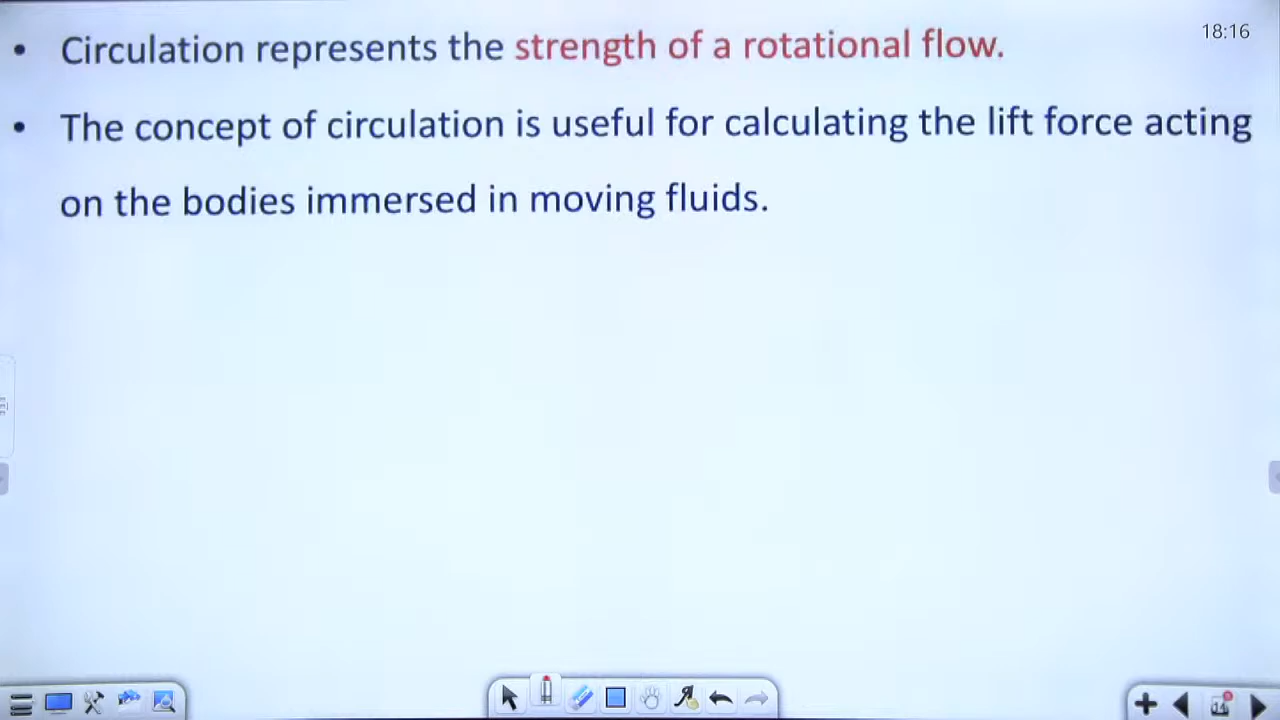 18:16
• Circulation represents the strength of a rotational flow.
• The concept of circulation is useful for calculating the lift force acting
on the bodies immersed in moving fluids.